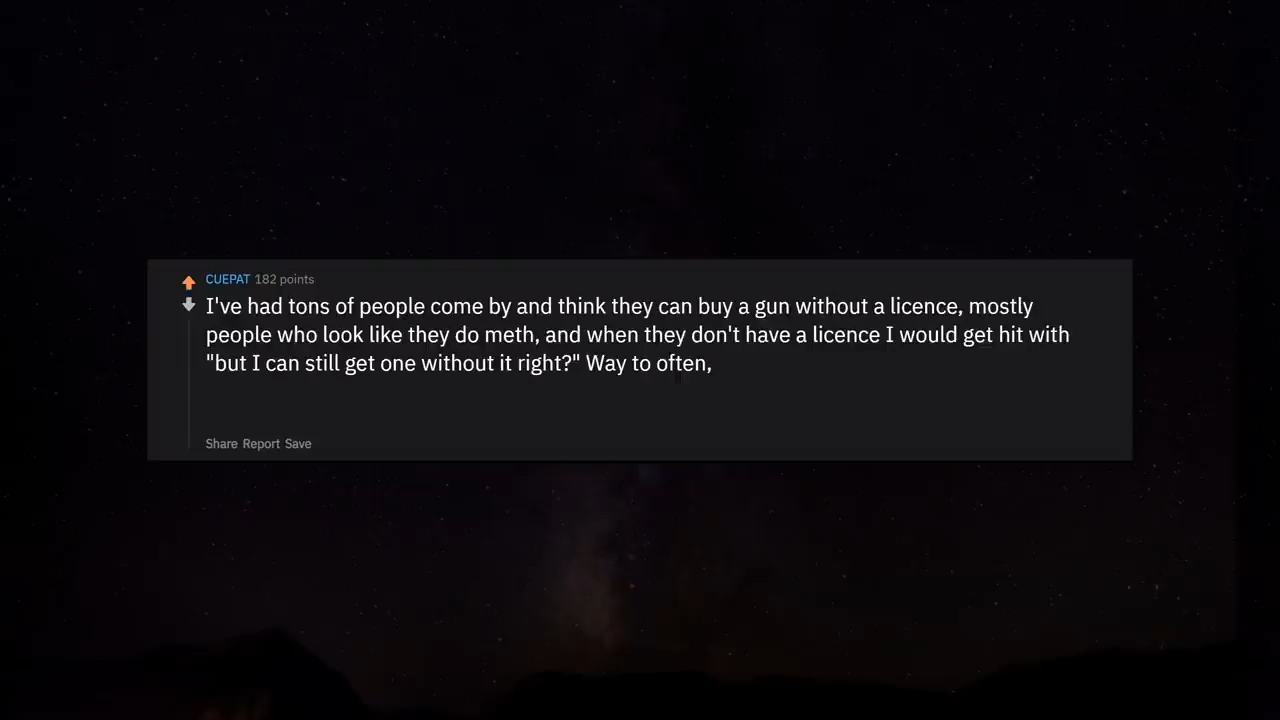 CUEPAT 182 points
I've had tons of people come by and think they can buy a gun without a licence, mostly
people who look like they do meth, and when they don't have a licence I would get hit with
"but I can still get one without it right?" Way to often,
Share Report Save